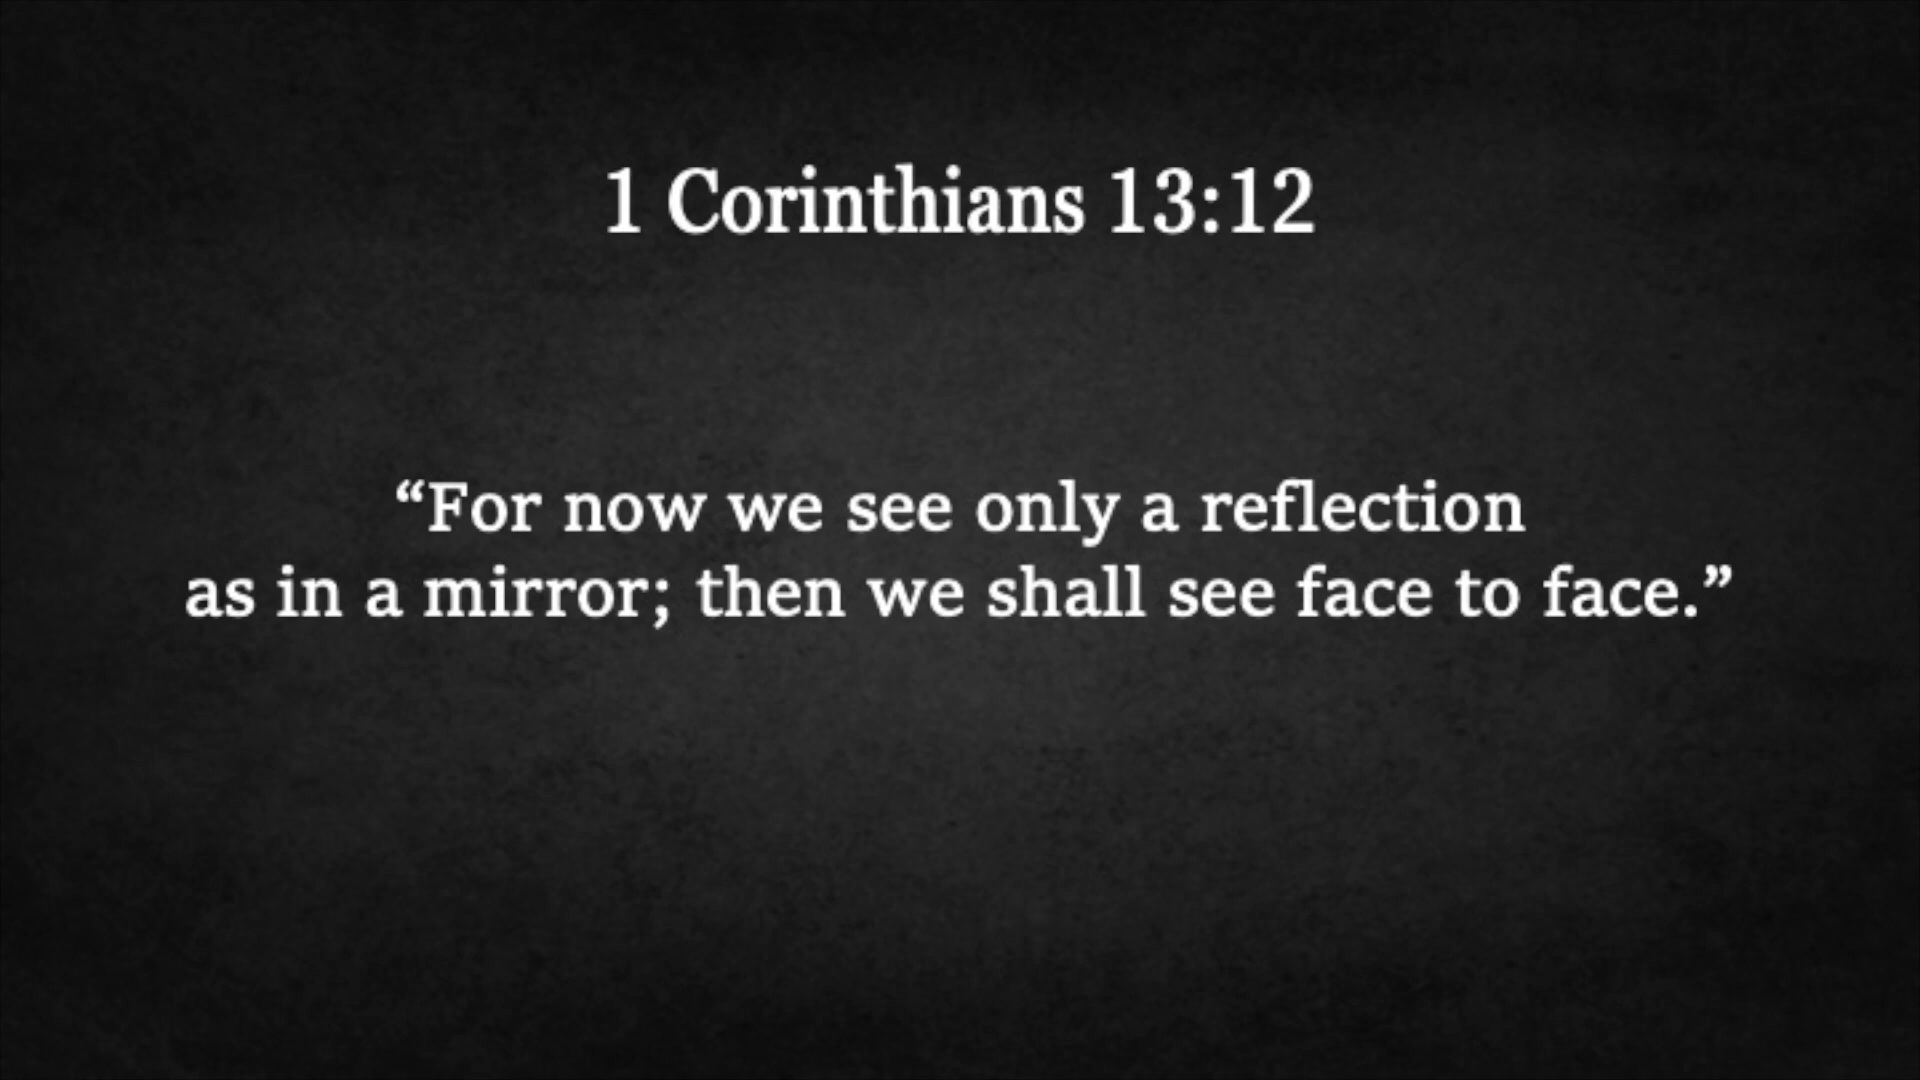 1 Corinthians 13:12
“For now we see only a reflection
as in a mirror; then we shall see face to face.”